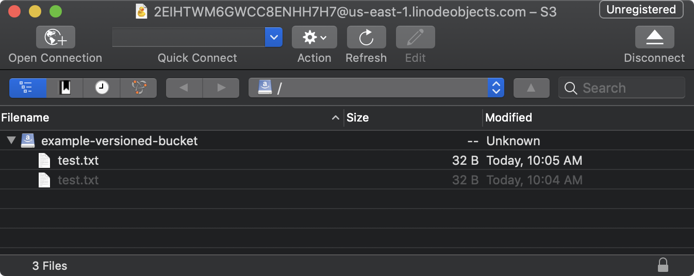 2EIHTWM6GWCC8ENHH7H7@us-east-1.linodeobjects.com – S3
Unregistered
Open Connection
Quick Connect
Action
Refresh
Edit
Disconnect
/
Search
Filename
Size
Modified
example-versioned-bucket -- Unknown
test.txt 32 B Today, 10:05 AM
test.txt 32 B Today, 10:04 AM
3 Files